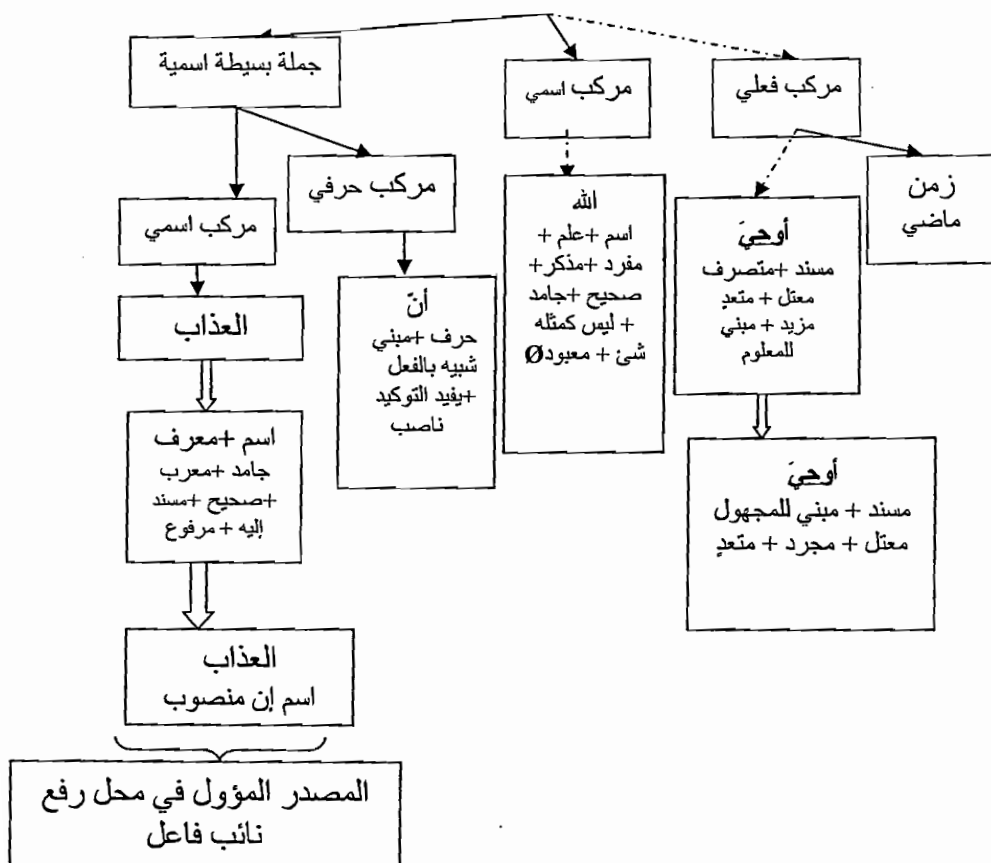 جملة بسيطة اسمية
مركب اسمي
مركب فعلي
مركب اسمي
مركب حرفي
الله
اسم +علم +
مفرد +مذكر+
صحيح +جامد
+ ليس كمثله
شئ + معبودØ
أوحيَ
مسند +متصرف
معتل + متعدٍ
مزيد + مبني
للمعلوم
زمن
ماضي
العذاب
أنّ
حرف +مبني
شبيه بالفعل
+يفيد التوكيد
ناصب
اسم +معرف
جامد +معرب
+صحيح +مسند
إليه + مرفوع
أوحيَ
مسند + مبني للمجهول
معتل + مجرد + متعدٍ
العذاب
اسم إن منصوب
المصدر المؤول في محل رفع
نائب فاعل